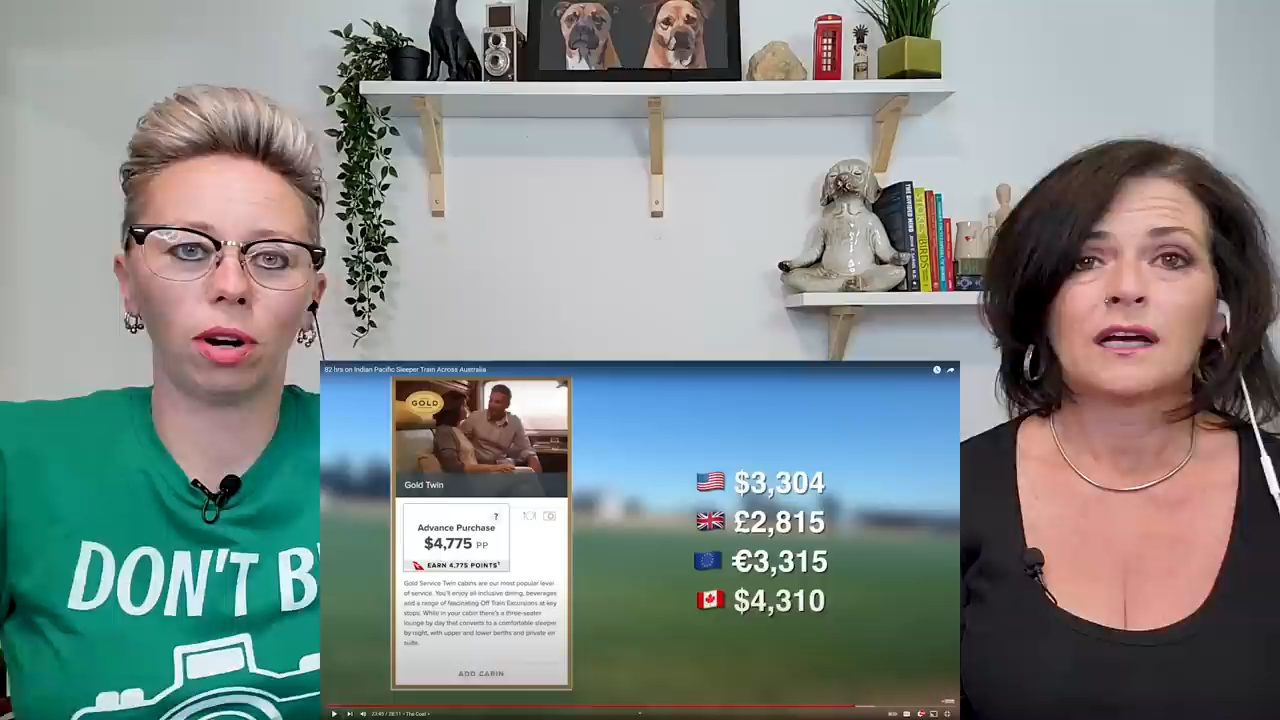 82 hrs on Indian Pacific Sleeper Train Across Australia
GOLD
Gold Twin
?
Advance Purchase
$4,775 PP
EARN 4,775 POINTS¹
Gold Service Twin cabins are our most popular level
of service. You'll enjoy all-inclusive dining, beverages
and a range of fascinating Off Train Excursions at key
stops. While in your cabin there's a three-seater
lounge by day that converts to a comfortable sleeper
by night, with upper and lower berths and private en
suite.
ADD CABIN
$3,304
£2,815
€3,315
$4,310
DON'T B